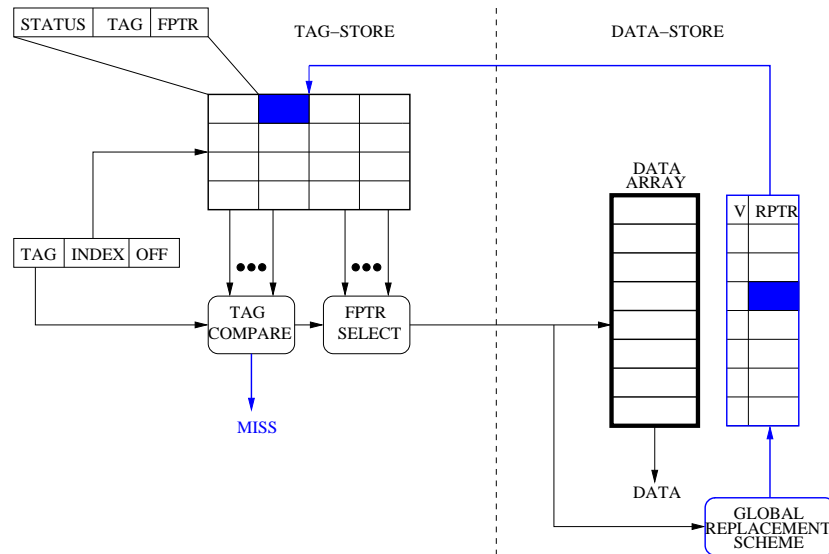 STATUS TAG FPTR
TAG–STORE
DATA–STORE
DATA
ARRAY
V RPTR
TAG INDEX OFF
TAG
COMPARE
FPTR
SELECT
MISS
DATA
GLOBAL
REPLACEMENT
SCHEME